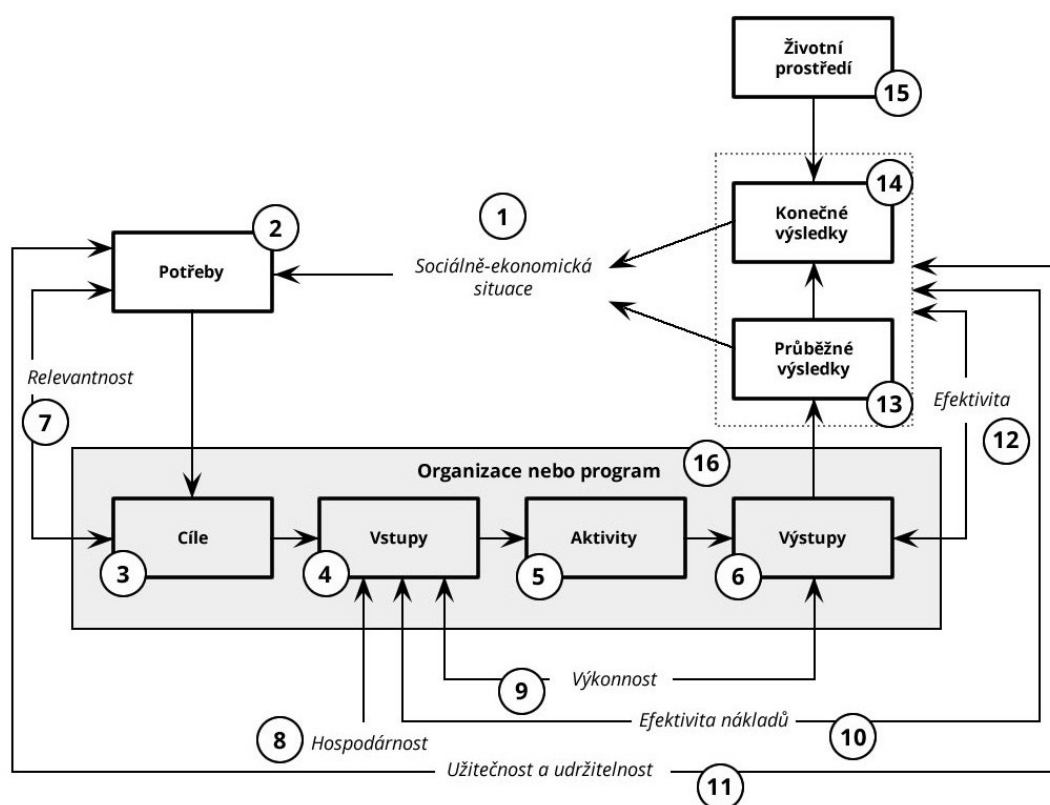 Životní
prostředí
15
14
Konečné
výsledky
1
2
Potřeby
Sociálně-ekonomická
situace
Průběžné
výsledky
13
Relevantnost
7
Efektivita
12
Organizace nebo program
16
Cíle
3
Vstupy
4
Aktivity
5
Výstupy
6
9
Výkonnost
8
Hospodárnost
Efektivita nákladů
10
Užitečnost a udržitelnost
11